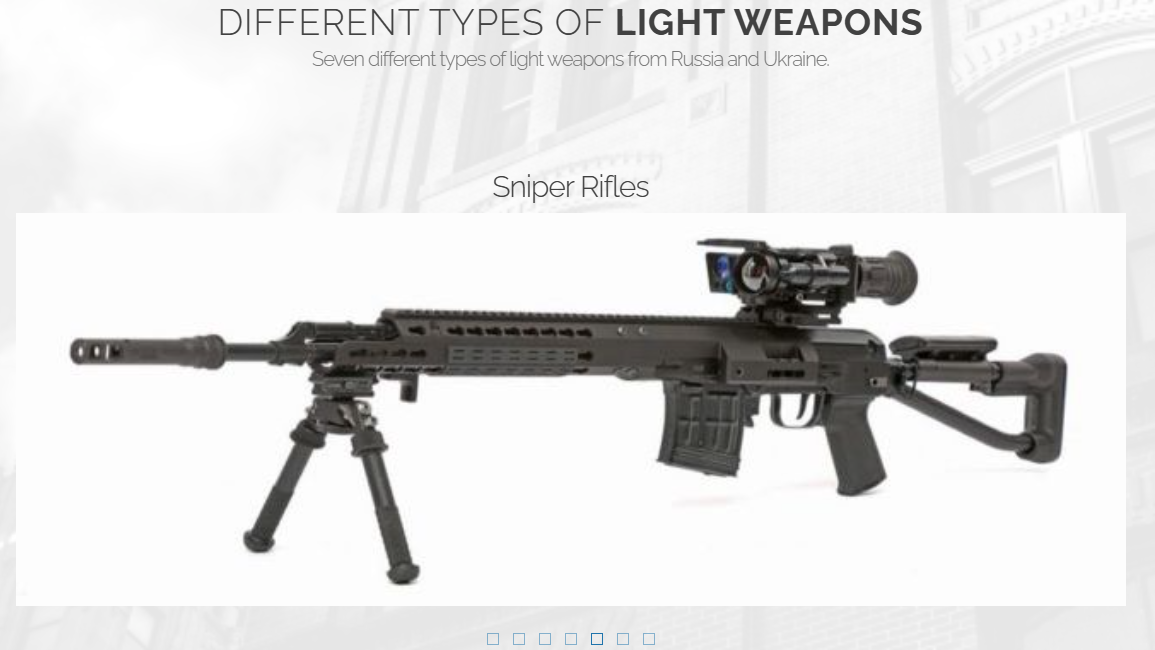 DIFFERENT TYPES OF LIGHT WEAPONS
Seven different types of light weapons from Russia and Ukraine.
Sniper Rifles